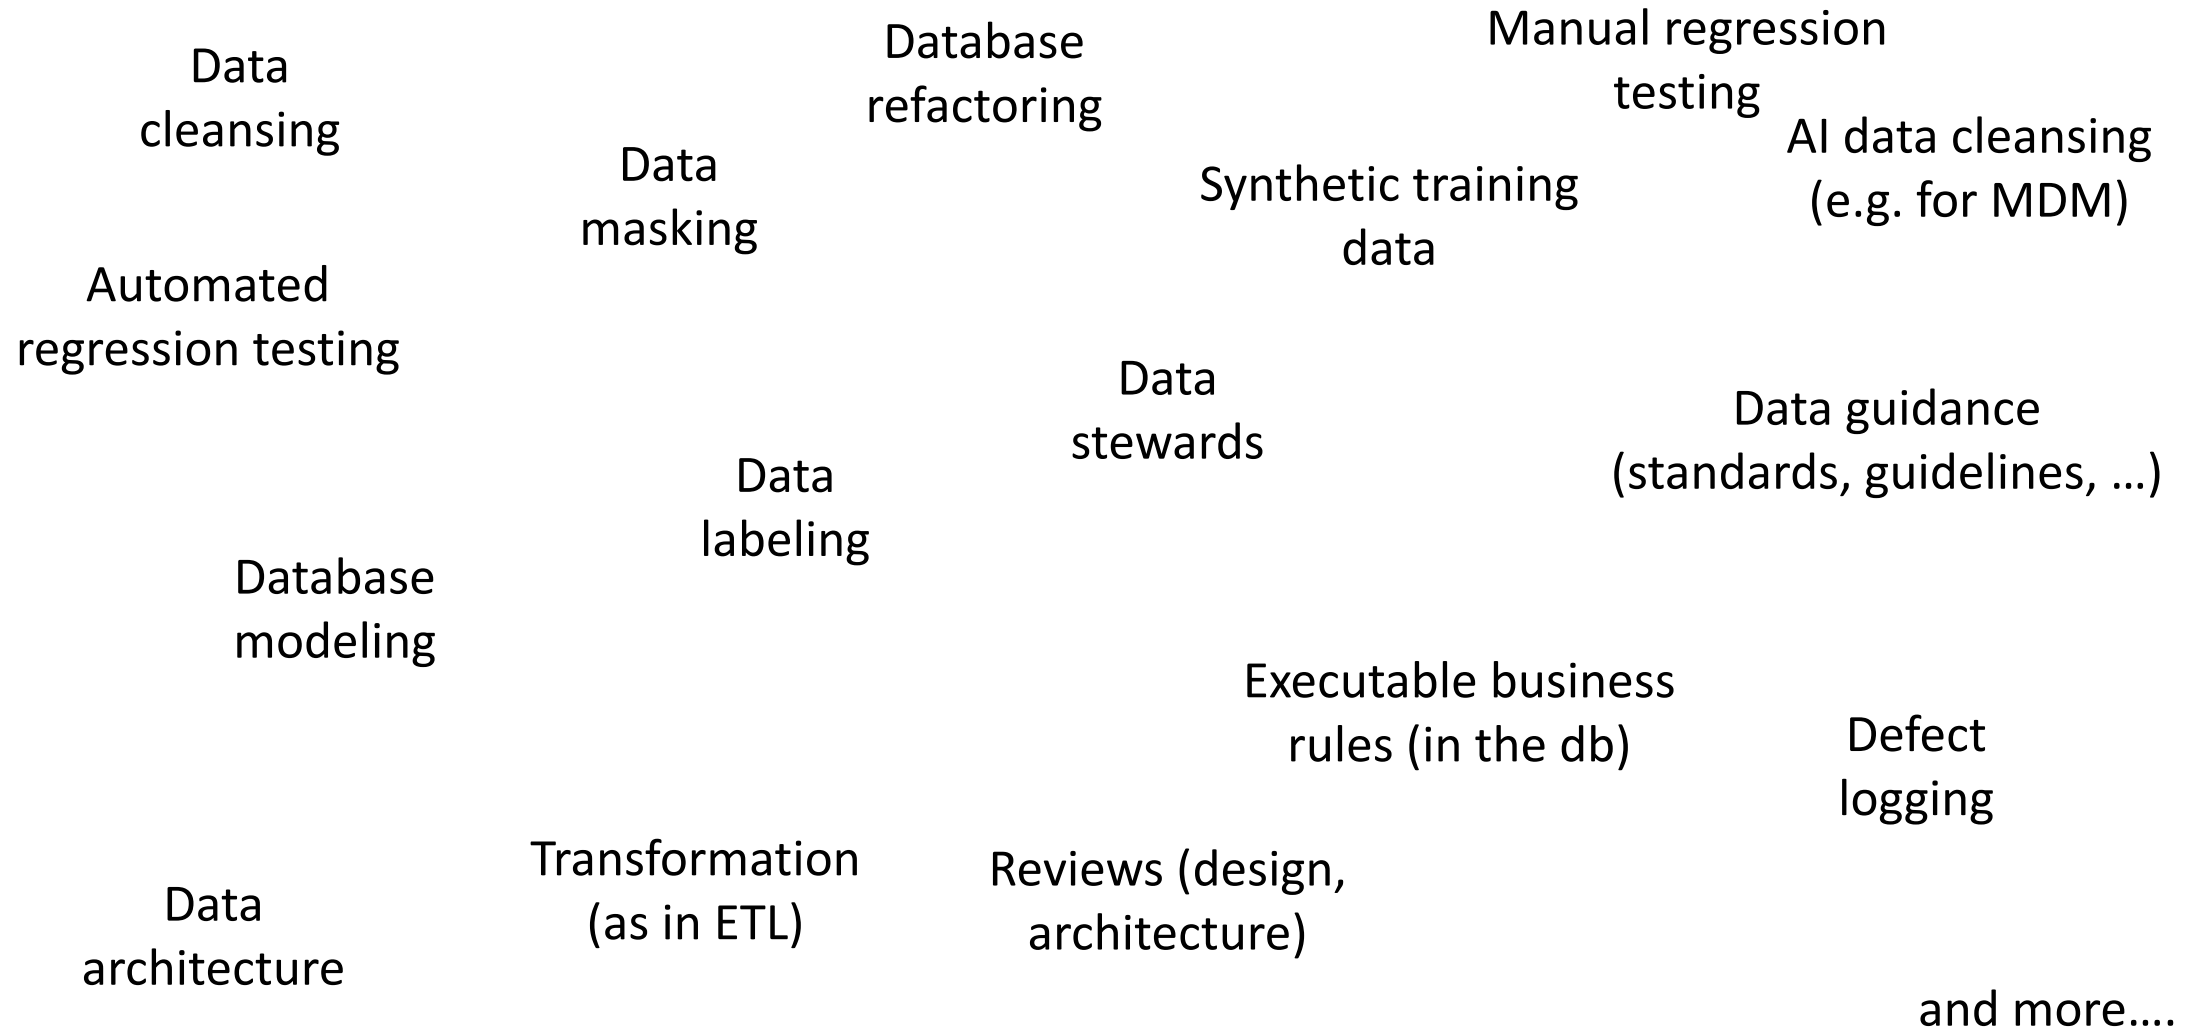 Data
cleansing
Database
refactoring
Manual regression
testing
Data
masking
Synthetic training
data
AI data cleansing
(e.g. for MDM)
Automated
regression testing
Data
stewards
Data guidance
(standards, guidelines, …)
Data
labeling
Database
modeling
Executable business
rules (in the db)
Defect
logging
Transformation
(as in ETL)
Reviews (design,
architecture)
Data
architecture
and more….